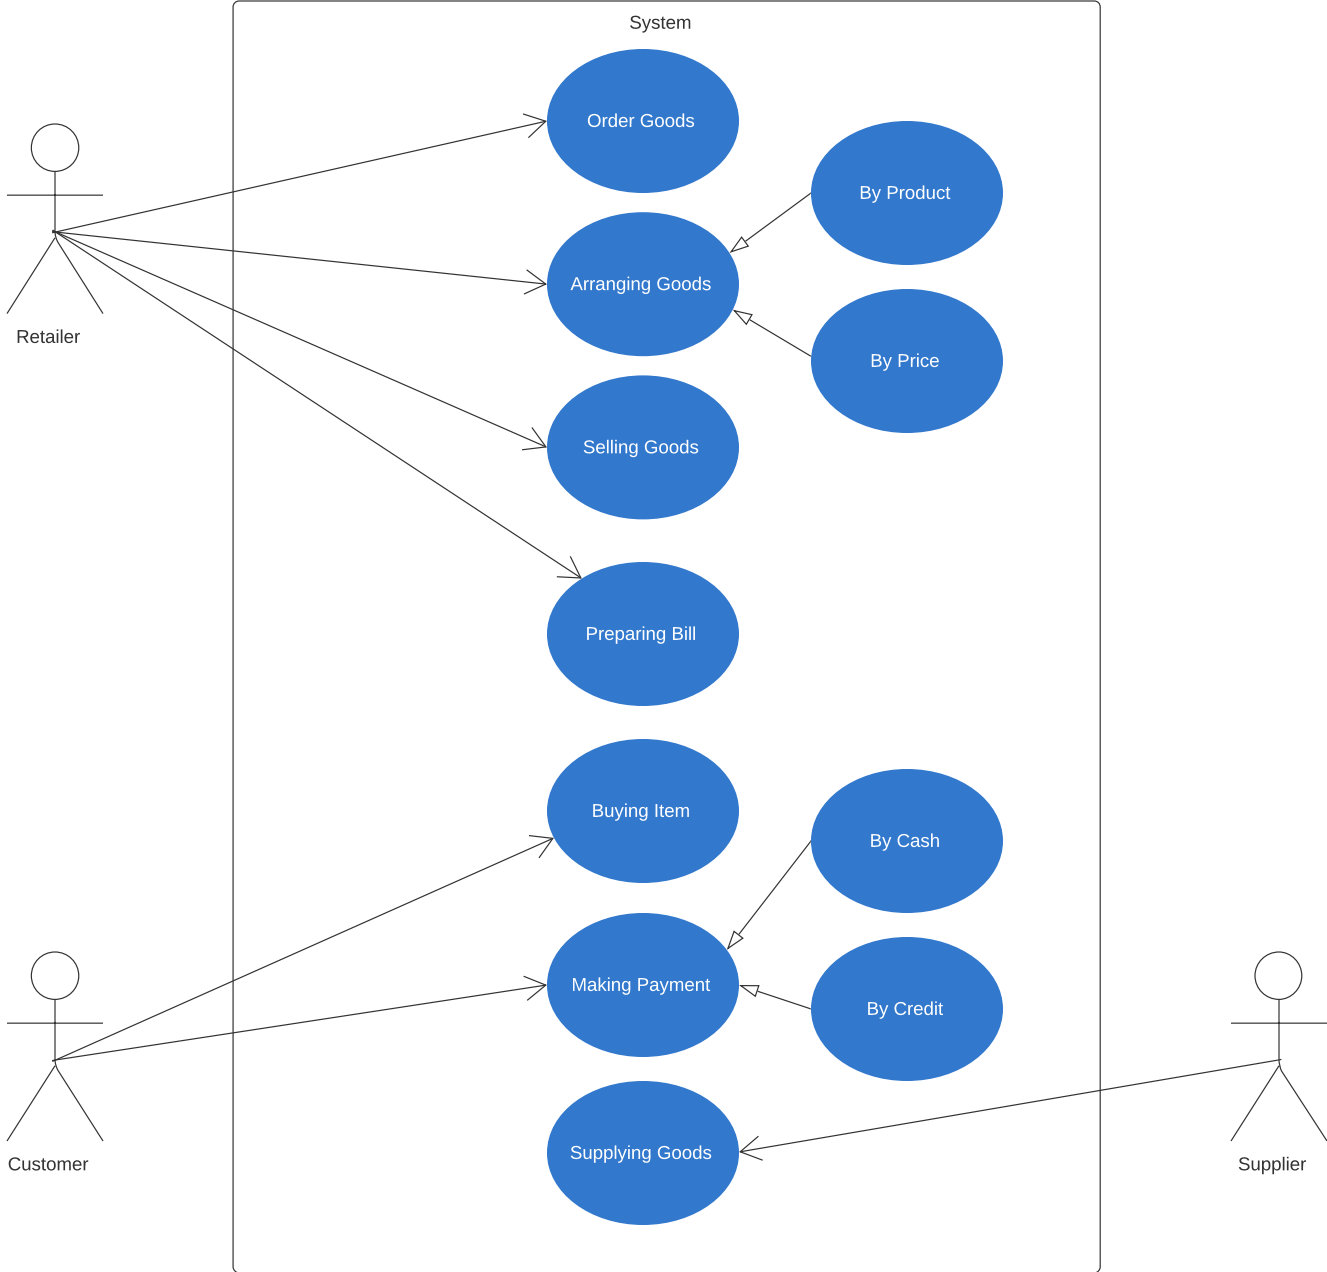 System
Order Goods
By Product
Arranging Goods
Retailer
By Price
Selling Goods
Preparing Bill
Buying Item
By Cash
Making Payment
By Credit
Supplying Goods
Customer
Supplier